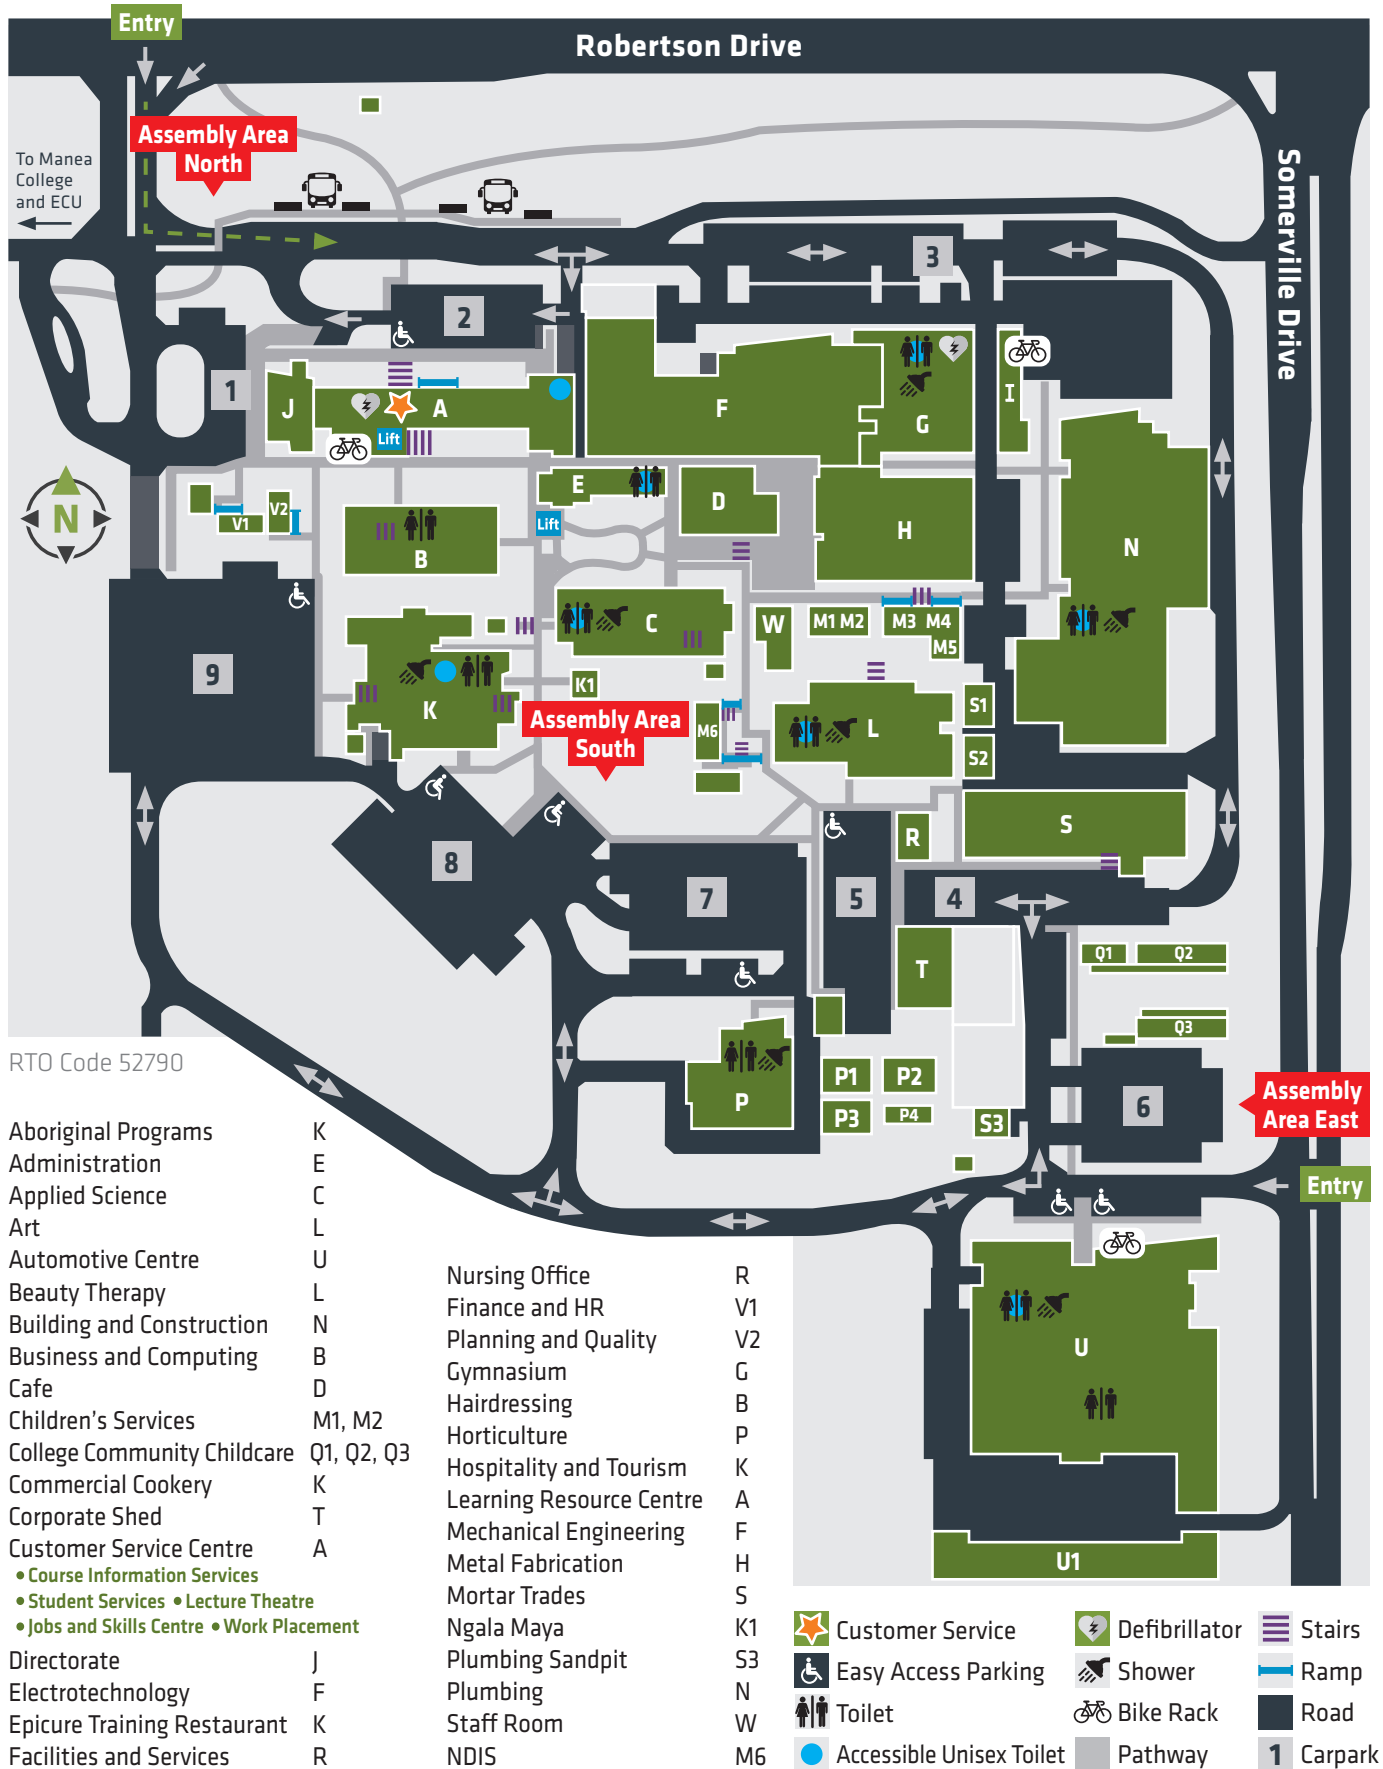 Entry
Robertson Drive
Assembly Area
North
To Manea
College
and ECU
Somerville Drive
3
2
1
J
A
Lift
F
G
I
E
D
H
N
V1
V2
B
Lift
N
C
W
M1 M2
M3 M4
M5
9
K
K1
Assembly Area
South
M6
L
S1
S2
R
S
8
7
5
4
T
Q1
Q2
Q3
RTO Code 52790
P
P1
P2
P3
P4
S3
6
Assembly
Area East
Entry
U
U1
Aboriginal Programs K
Administration E
Applied Science C
Art L
Automotive Centre U
Beauty Therapy L
Building and Construction N
Business and Computing B
Cafe D
Children's Services M1, M2
College Community Childcare Q1, Q2, Q3
Commercial Cookery K
Corporate Shed T
Customer Service Centre A
• Course Information Services
• Student Services • Lecture Theatre
• Jobs and Skills Centre • Work Placement
Directorate J
Electrotechnology F
Epicure Training Restaurant K
Facilities and Services R
Nursing Office R
Finance and HR V1
Planning and Quality V2
Gymnasium G
Hairdressing B
Horticulture P
Hospitality and Tourism K
Learning Resource Centre A
Mechanical Engineering F
Metal Fabrication H
Mortar Trades S
Ngala Maya K1
Plumbing Sandpit S3
Plumbing N
Staff Room W
NDIS M6
Customer Service
Easy Access Parking
Toilet
Accessible Unisex Toilet
Defibrillator
Shower
Bike Rack
Pathway
Stairs
Ramp
Road
1 Carpark